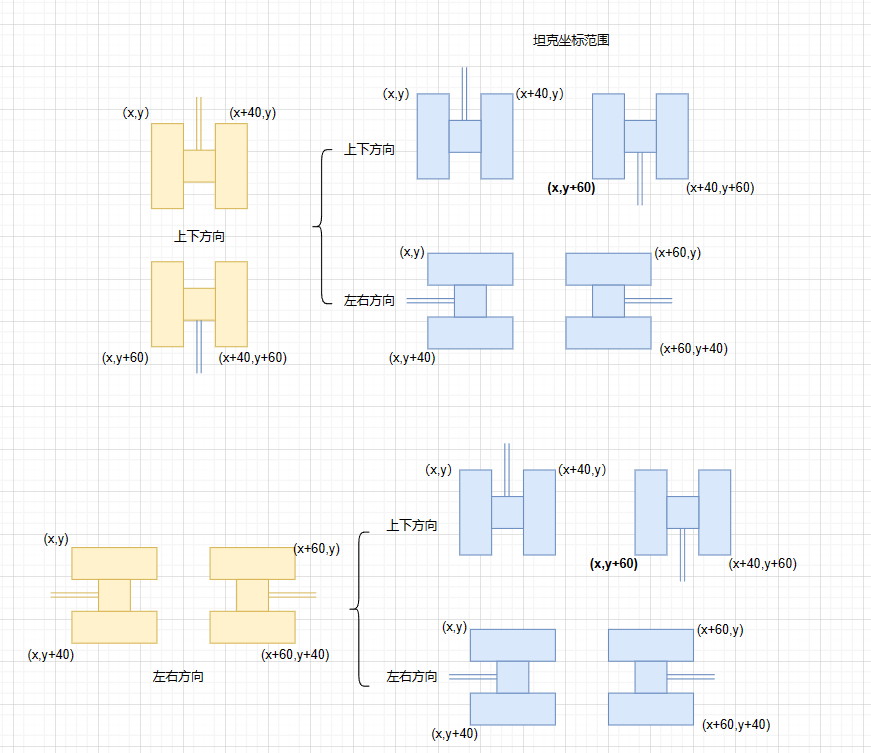 坦克坐标范围
(x,y)
(x+40,y)
(x,y)
(x+40,y)
上下方向
(x,y+60)
(x+40,y+60)
上下方向
(x,y)
(x+60,y)
左右方向
(x,y+60)
(x+40,y+60)
(x,y+40)
(x+60,y+40)
(x,y)
(x+40,y)
上下方向
(x,y)
(x+60,y)
(x,y+60)
(x+40,y+60)
(x,y)
(x+60,y)
(x,y+40)
(x+60,y+40)
左右方向
左右方向
(x,y+40)
(x+60,y+40)